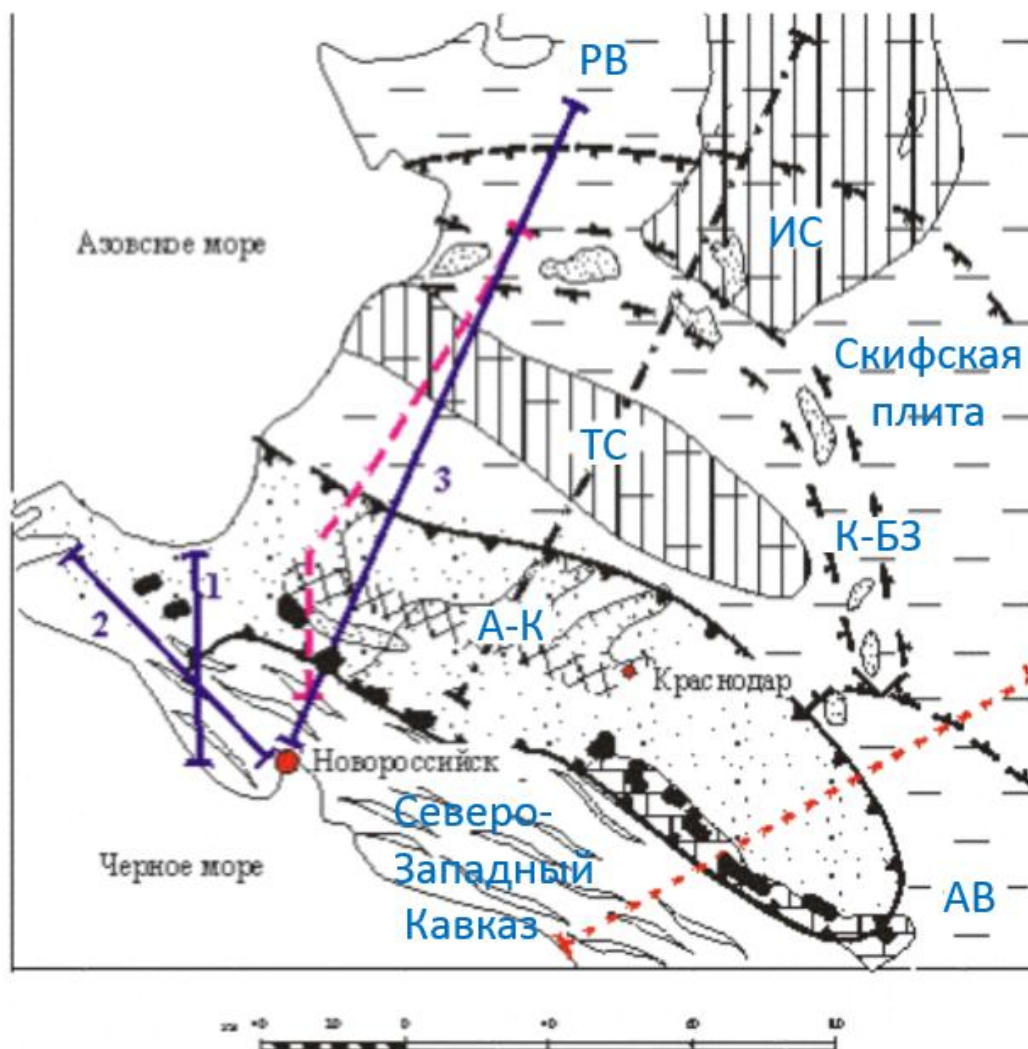 РВ
Азовское море
ИС
Скифская
плита
ТС
3
К-БЗ
1
2
А-К
Краснодар
Новороссийск
Северо-
Западный
Кавказ
Черное море
АВ